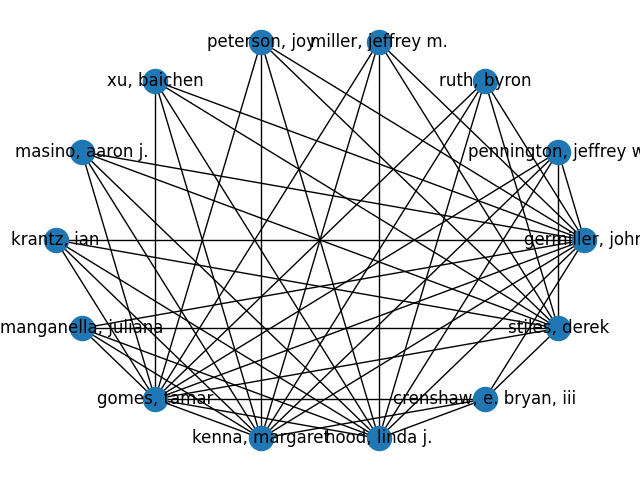 peterson, joy
miller, jeffrey m.
xu, baichen
ruth, byron
masino, aaron j.
pennington, jeffrey w
krantz, ian
germiller, john
manganella, juliana
stiles, derek
gomes, tamar
crenshaw, e. bryan, iii
kenna, margaret
hood, linda j.